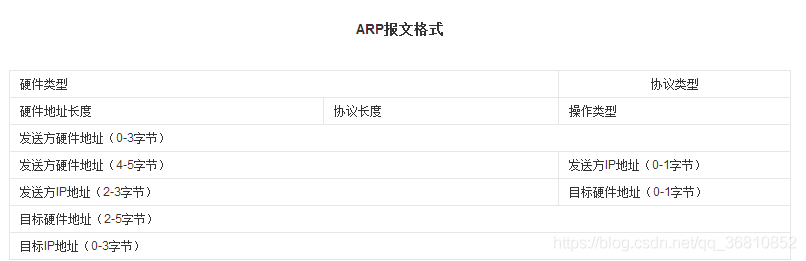 ARP报文格式
硬件类型 协议类型
硬件地址长度 协议长度 操作类型
发送方硬件地址（0-3字节）
发送方硬件地址（4-5字节） 发送方IP地址（0-1字节）
发送方IP地址（2-3字节） 目标硬件地址（0-1字节）
目标硬件地址（2-5字节）
目标IP地址（0-3字节）
https://blog.csdn.net/qq_36810852